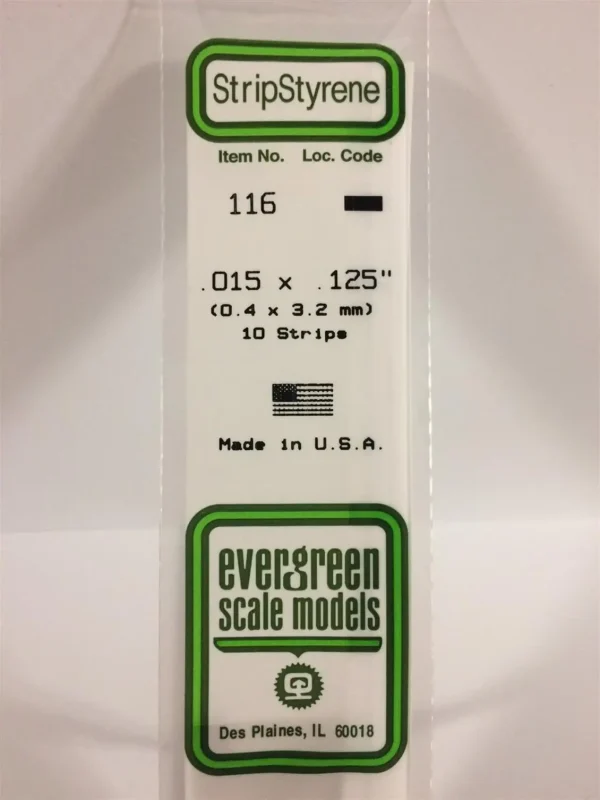 StripStyrene
Item No. Loc. Code
116
.015 x .125"
(0.4 x 3.2 mm)
10 Strips
Made in U.S.A.
evergreen
scale models
Des Plaines, IL 60018